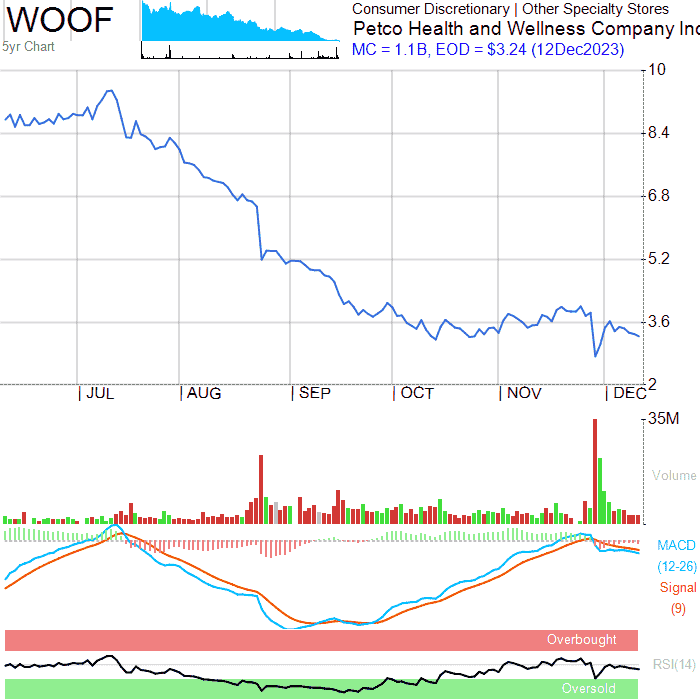 WOOF
5yr Chart
Consumer Discretionary | Other Specialty Stores
Petco Health and Wellness Company Inc
MC = 1.1B, EOD = $3.24 (12Dec2023)
10
8.4
6.8
5.2
3.6
2
| JUL | AUG | SEP | OCT | NOV | DEC
35M
Volume
MACD
(12-26)
Signal
(9)
Overbought
RSI(14)
Oversold